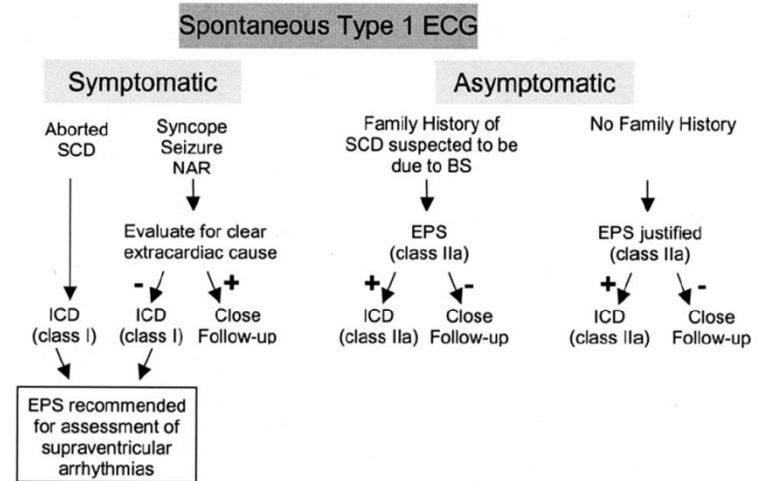 Spontaneous Type 1 ECG
Symptomatic
Asymptomatic
Aborted
SCD
Syncope
Seizure
NAR
Family History of
SCD suspected to be
due to BS
No Family History
Evaluate for clear
extracardiac cause
EPS
(class IIa)
EPS justified
(class IIa)
-
+
+
-
+
-
ICD
(class I)
ICD
(class I)
Close
Follow-up
ICD
(class IIa)
Close
Follow-up
ICD
(class IIa)
Close
Follow-up
EPS recommended
for assessment of
supraventricular
arrhythmias